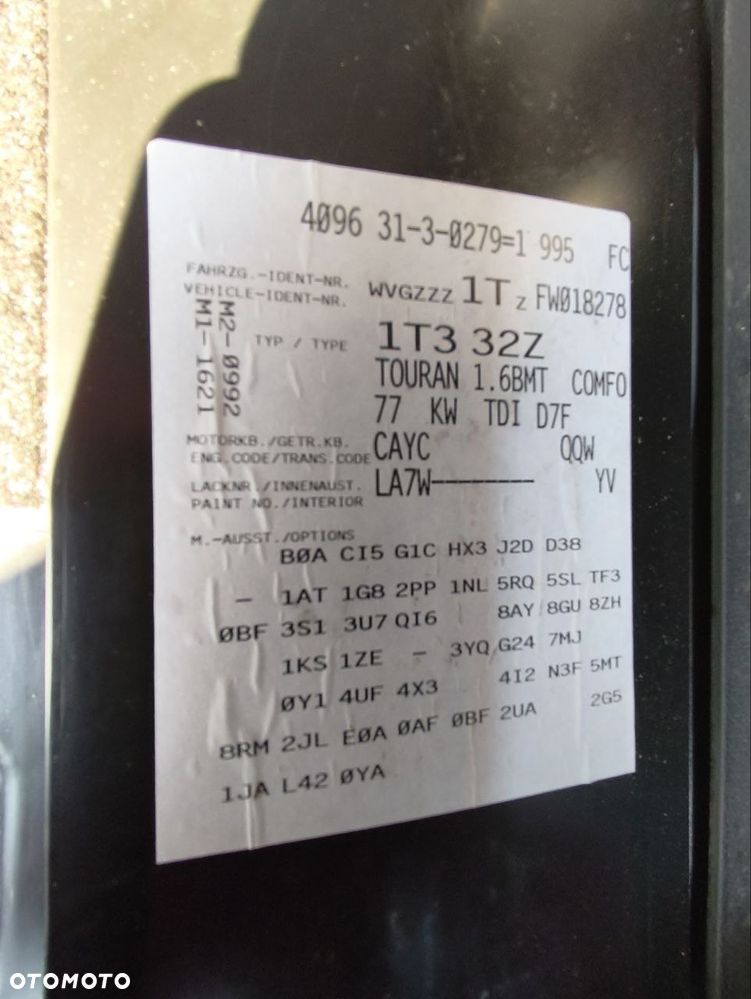 4096 31-3-0279=1 995 FC
FAHRZG.-IDENT-NR.
VEHICLE-IDENT-NR. WVGZZZ 1T Z FW018278
M2-0992
M1-1621
TYP / TYPE 1T3 32Z
TOURAN 1.6BMT COMFO
77 KW TDI D7F
MOTORKB./GETR.KB.
ENG.CODE/TRANS.CODE CAYC QQW
LACKNR./INNENAUST.
PAINT NO./INTERIOR LA7W-------- YV
M.-AUSST./OPTIONS
B0A CI5 G1C HX3 J2D D38
- 1AT 1G8 2PP 1NL 5RQ 5SL TF3
0BF 3S1 3U7 QI6 8AY 8GU 8ZH
1KS 1ZE - 3YQ G24 7MJ
0Y1 4UF 4X3 4I2 N3F 5MT
8RM 2JL E0A 0AF 0BF 2UA 2G5
1JA L42 0YA
OTOMOTO